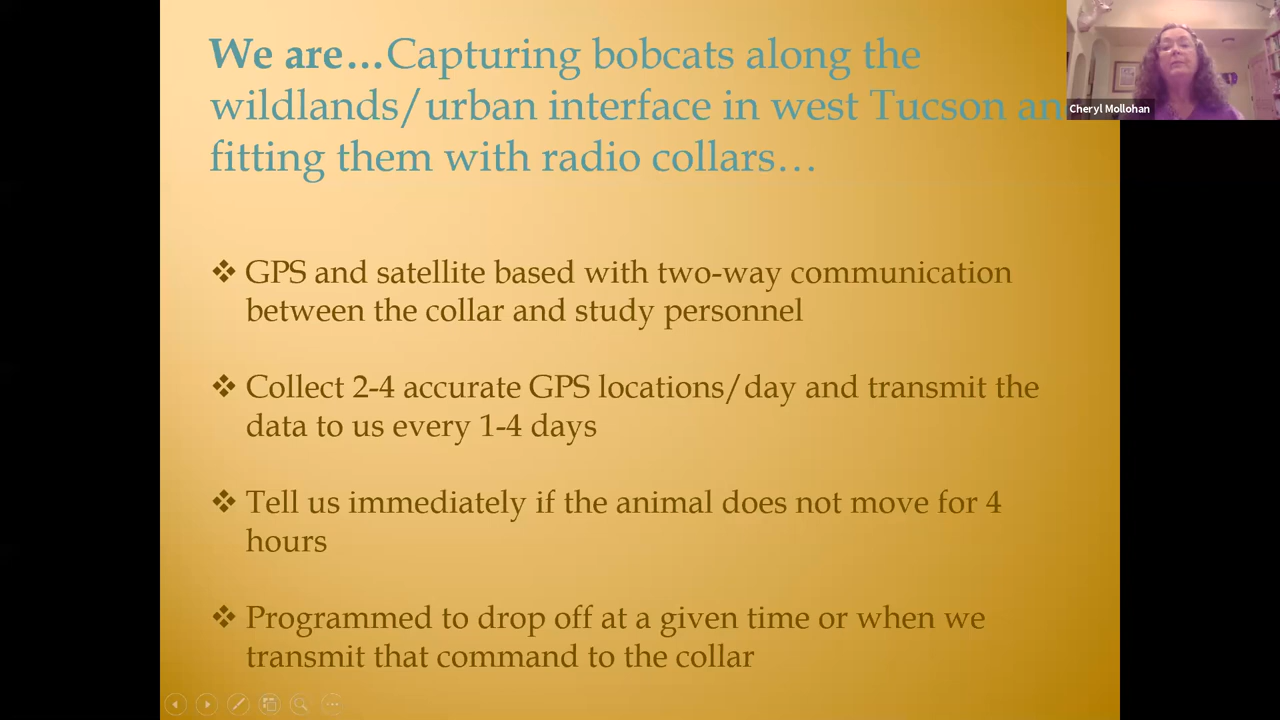 We are…Capturing bobcats along the
wildlands/urban interface in west Tucson an
fitting them with radio collars…
Cheryl Mollohan
❖ GPS and satellite based with two-way communication
between the collar and study personnel
❖ Collect 2-4 accurate GPS locations/day and transmit the
data to us every 1-4 days
❖ Tell us immediately if the animal does not move for 4
hours
❖ Programmed to drop off at a given time or when we
transmit that command to the collar